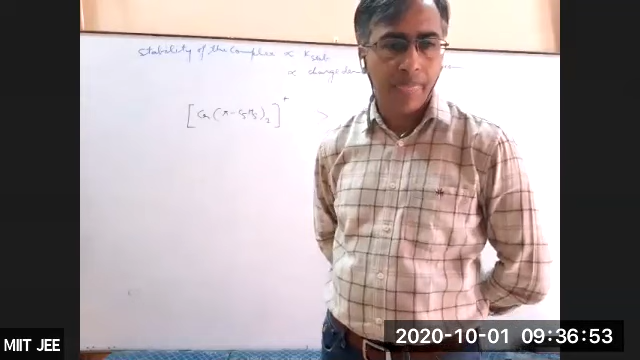 Stability of the Complex ∝ Kstab
∝ charge den
[Co(π-C5H5)2]+ >
MIIT JEE
2020-10-01 09:36:53